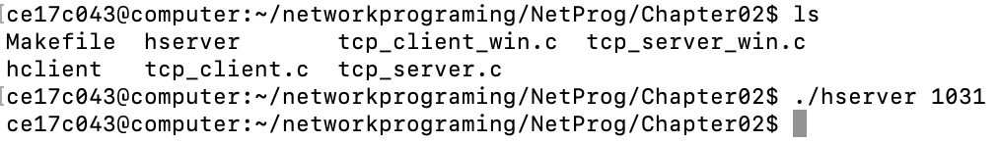 [ce17c043@computer:~/networkprograming/NetProg/Chapter02$ ls
Makefile  hserver       tcp_client_win.c  tcp_server_win.c
hclient   tcp_client.c  tcp_server.c
[ce17c043@computer:~/networkprograming/NetProg/Chapter02$ ./hserver 1031
ce17c043@computer:~/networkprograming/NetProg/Chapter02$